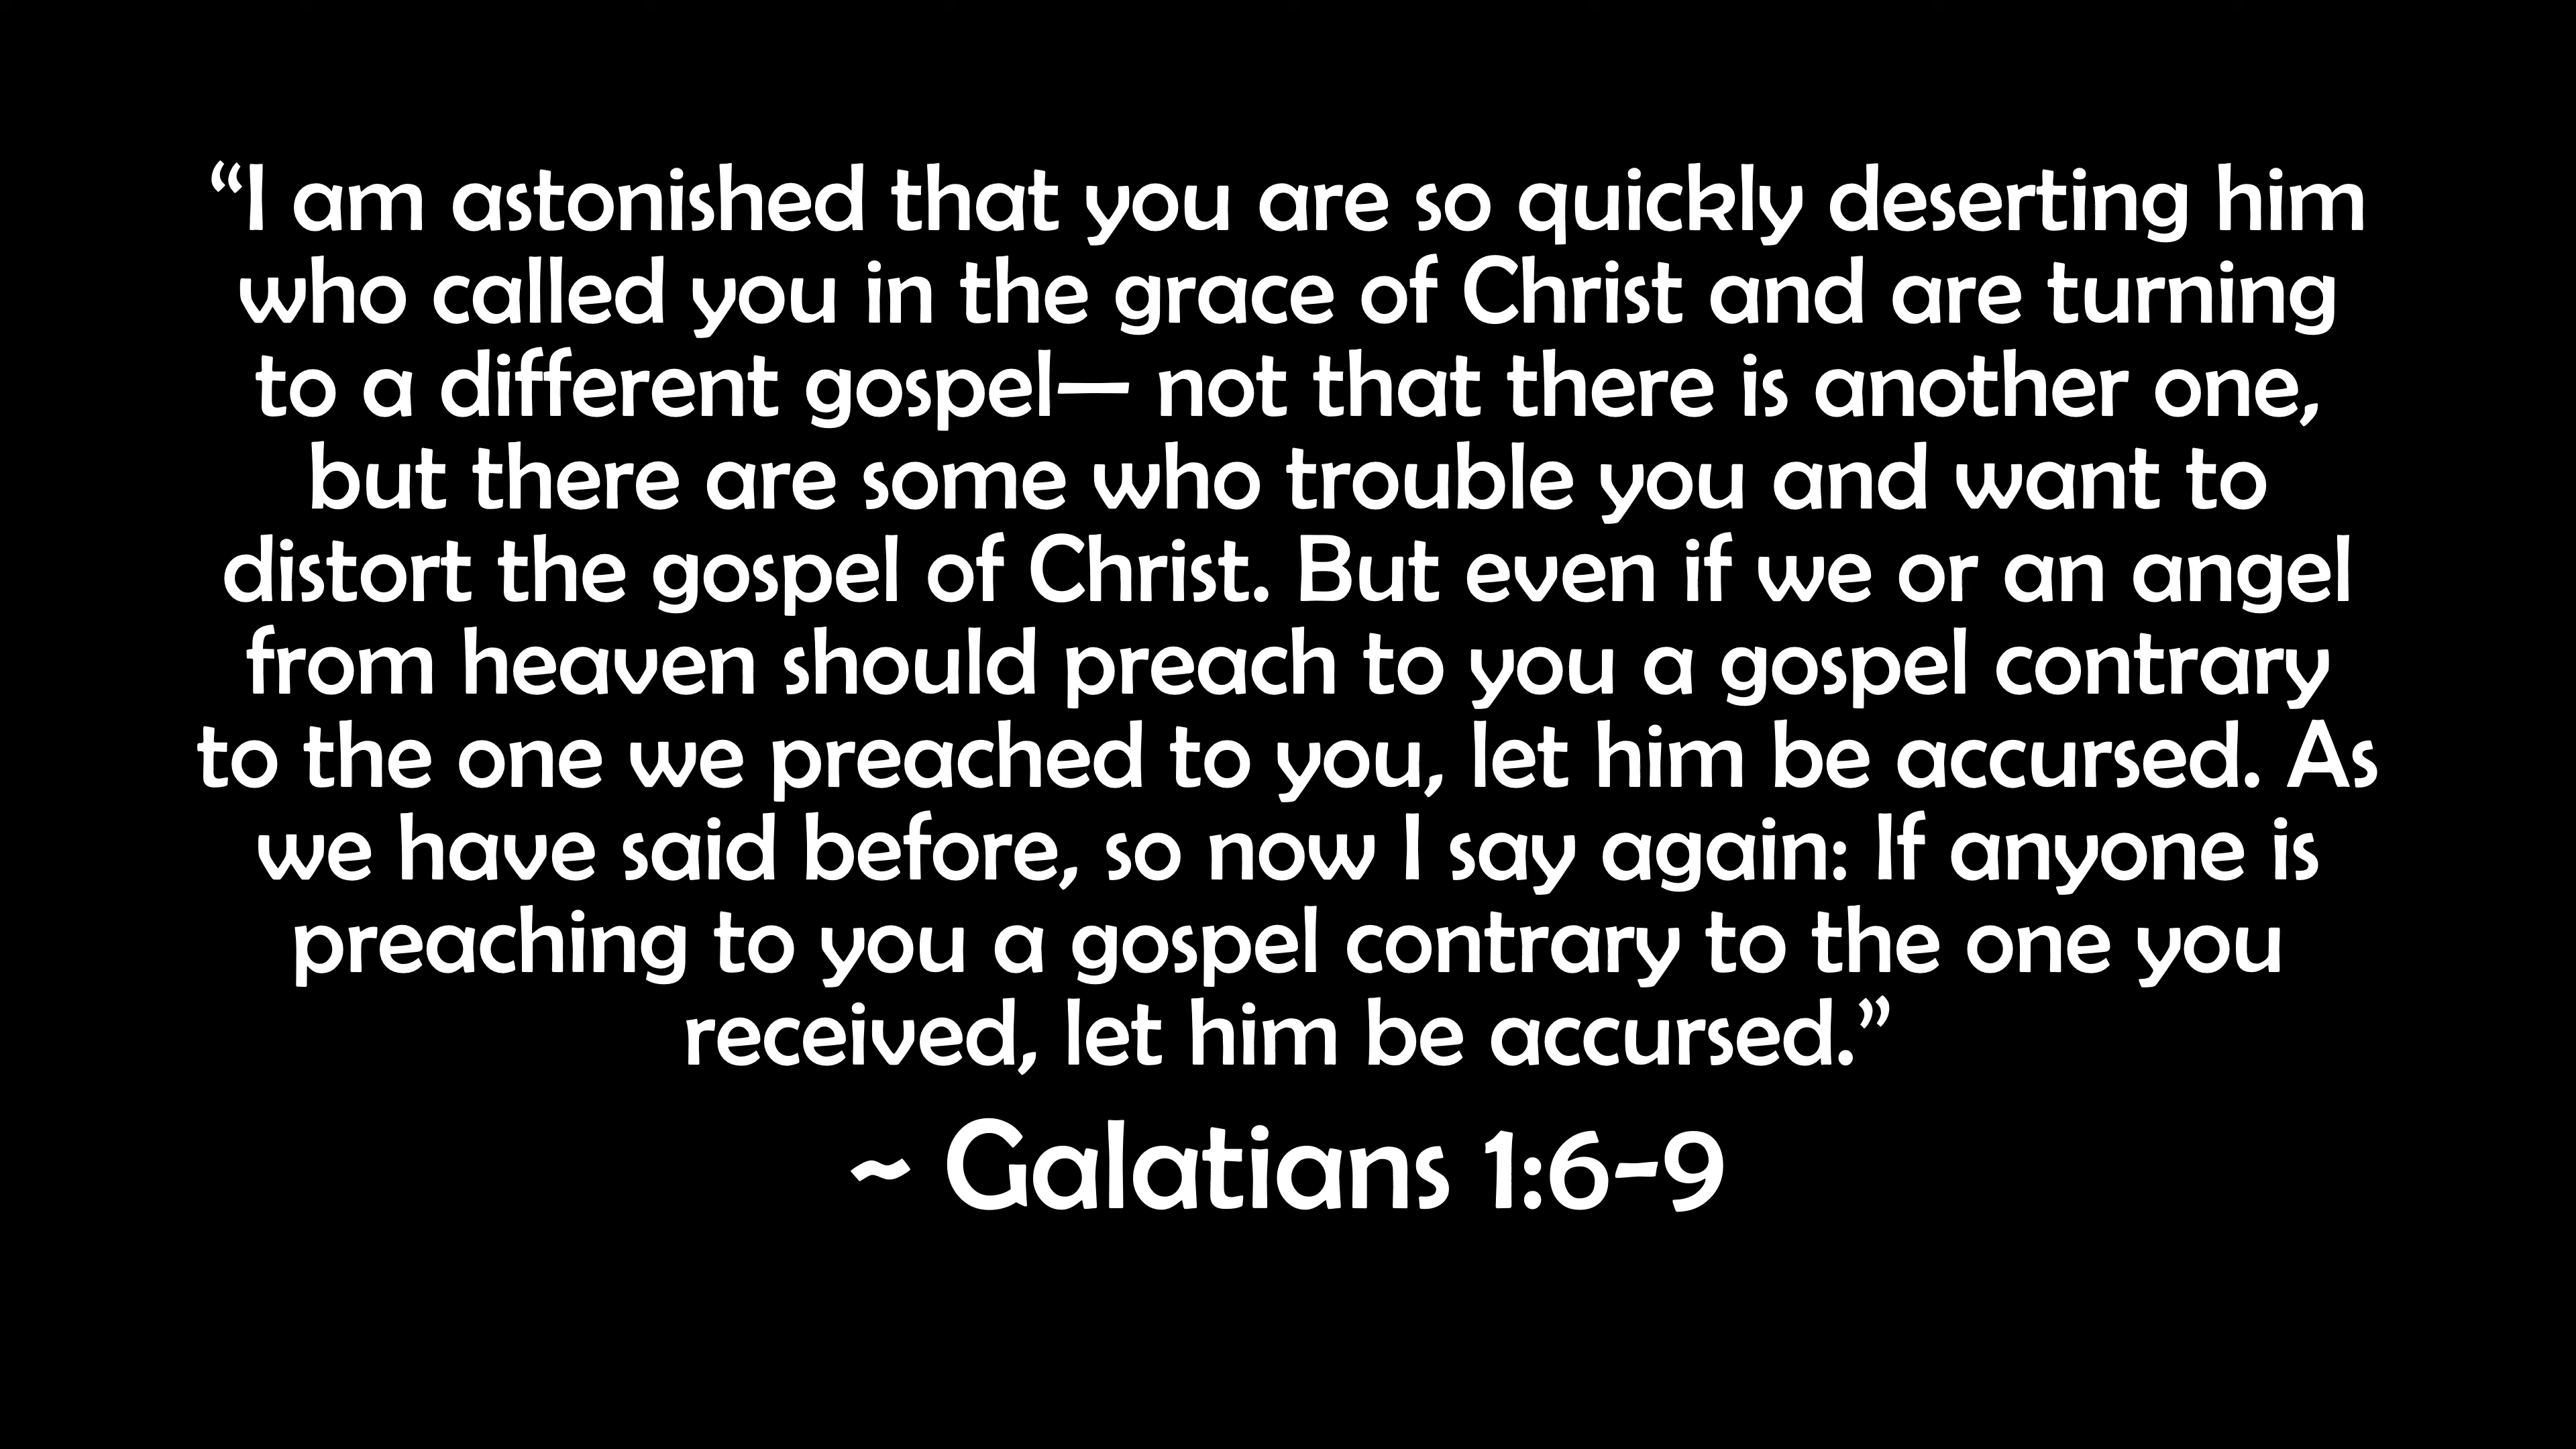 “I am astonished that you are so quickly deserting him
who called you in the grace of Christ and are turning
to a different gospel— not that there is another one,
but there are some who trouble you and want to
distort the gospel of Christ. But even if we or an angel
from heaven should preach to you a gospel contrary
to the one we preached to you, let him be accursed. As
we have said before, so now I say again: If anyone is
preaching to you a gospel contrary to the one you
received, let him be accursed.”
~ Galatians 1:6-9